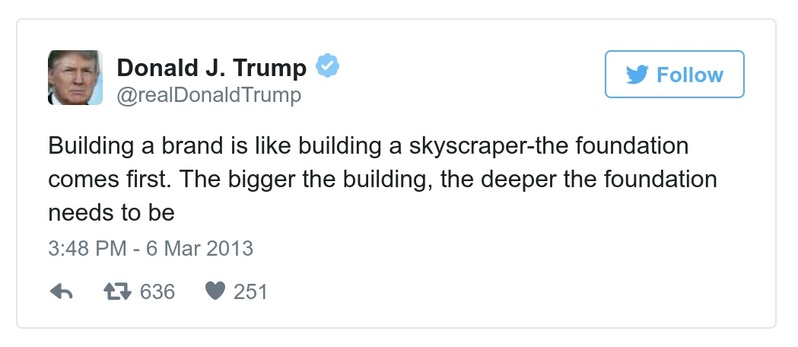 Donald J. Trump
Follow
@realDonaldTrump
Building a brand is like building a skyscraper-the foundation
comes first. The bigger the building, the deeper the foundation
needs to be
3:48 PM - 6 Mar 2013
636 251